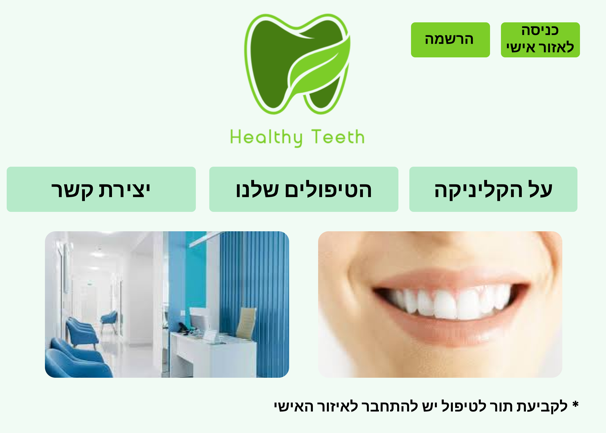 כניסה
לאזור אישי
הרשמה
Healthy Teeth
על הקליניקה
הטיפולים שלנו
יצירת קשר
* לקביעת תור לטיפול יש להתחבר לאיזור האישי